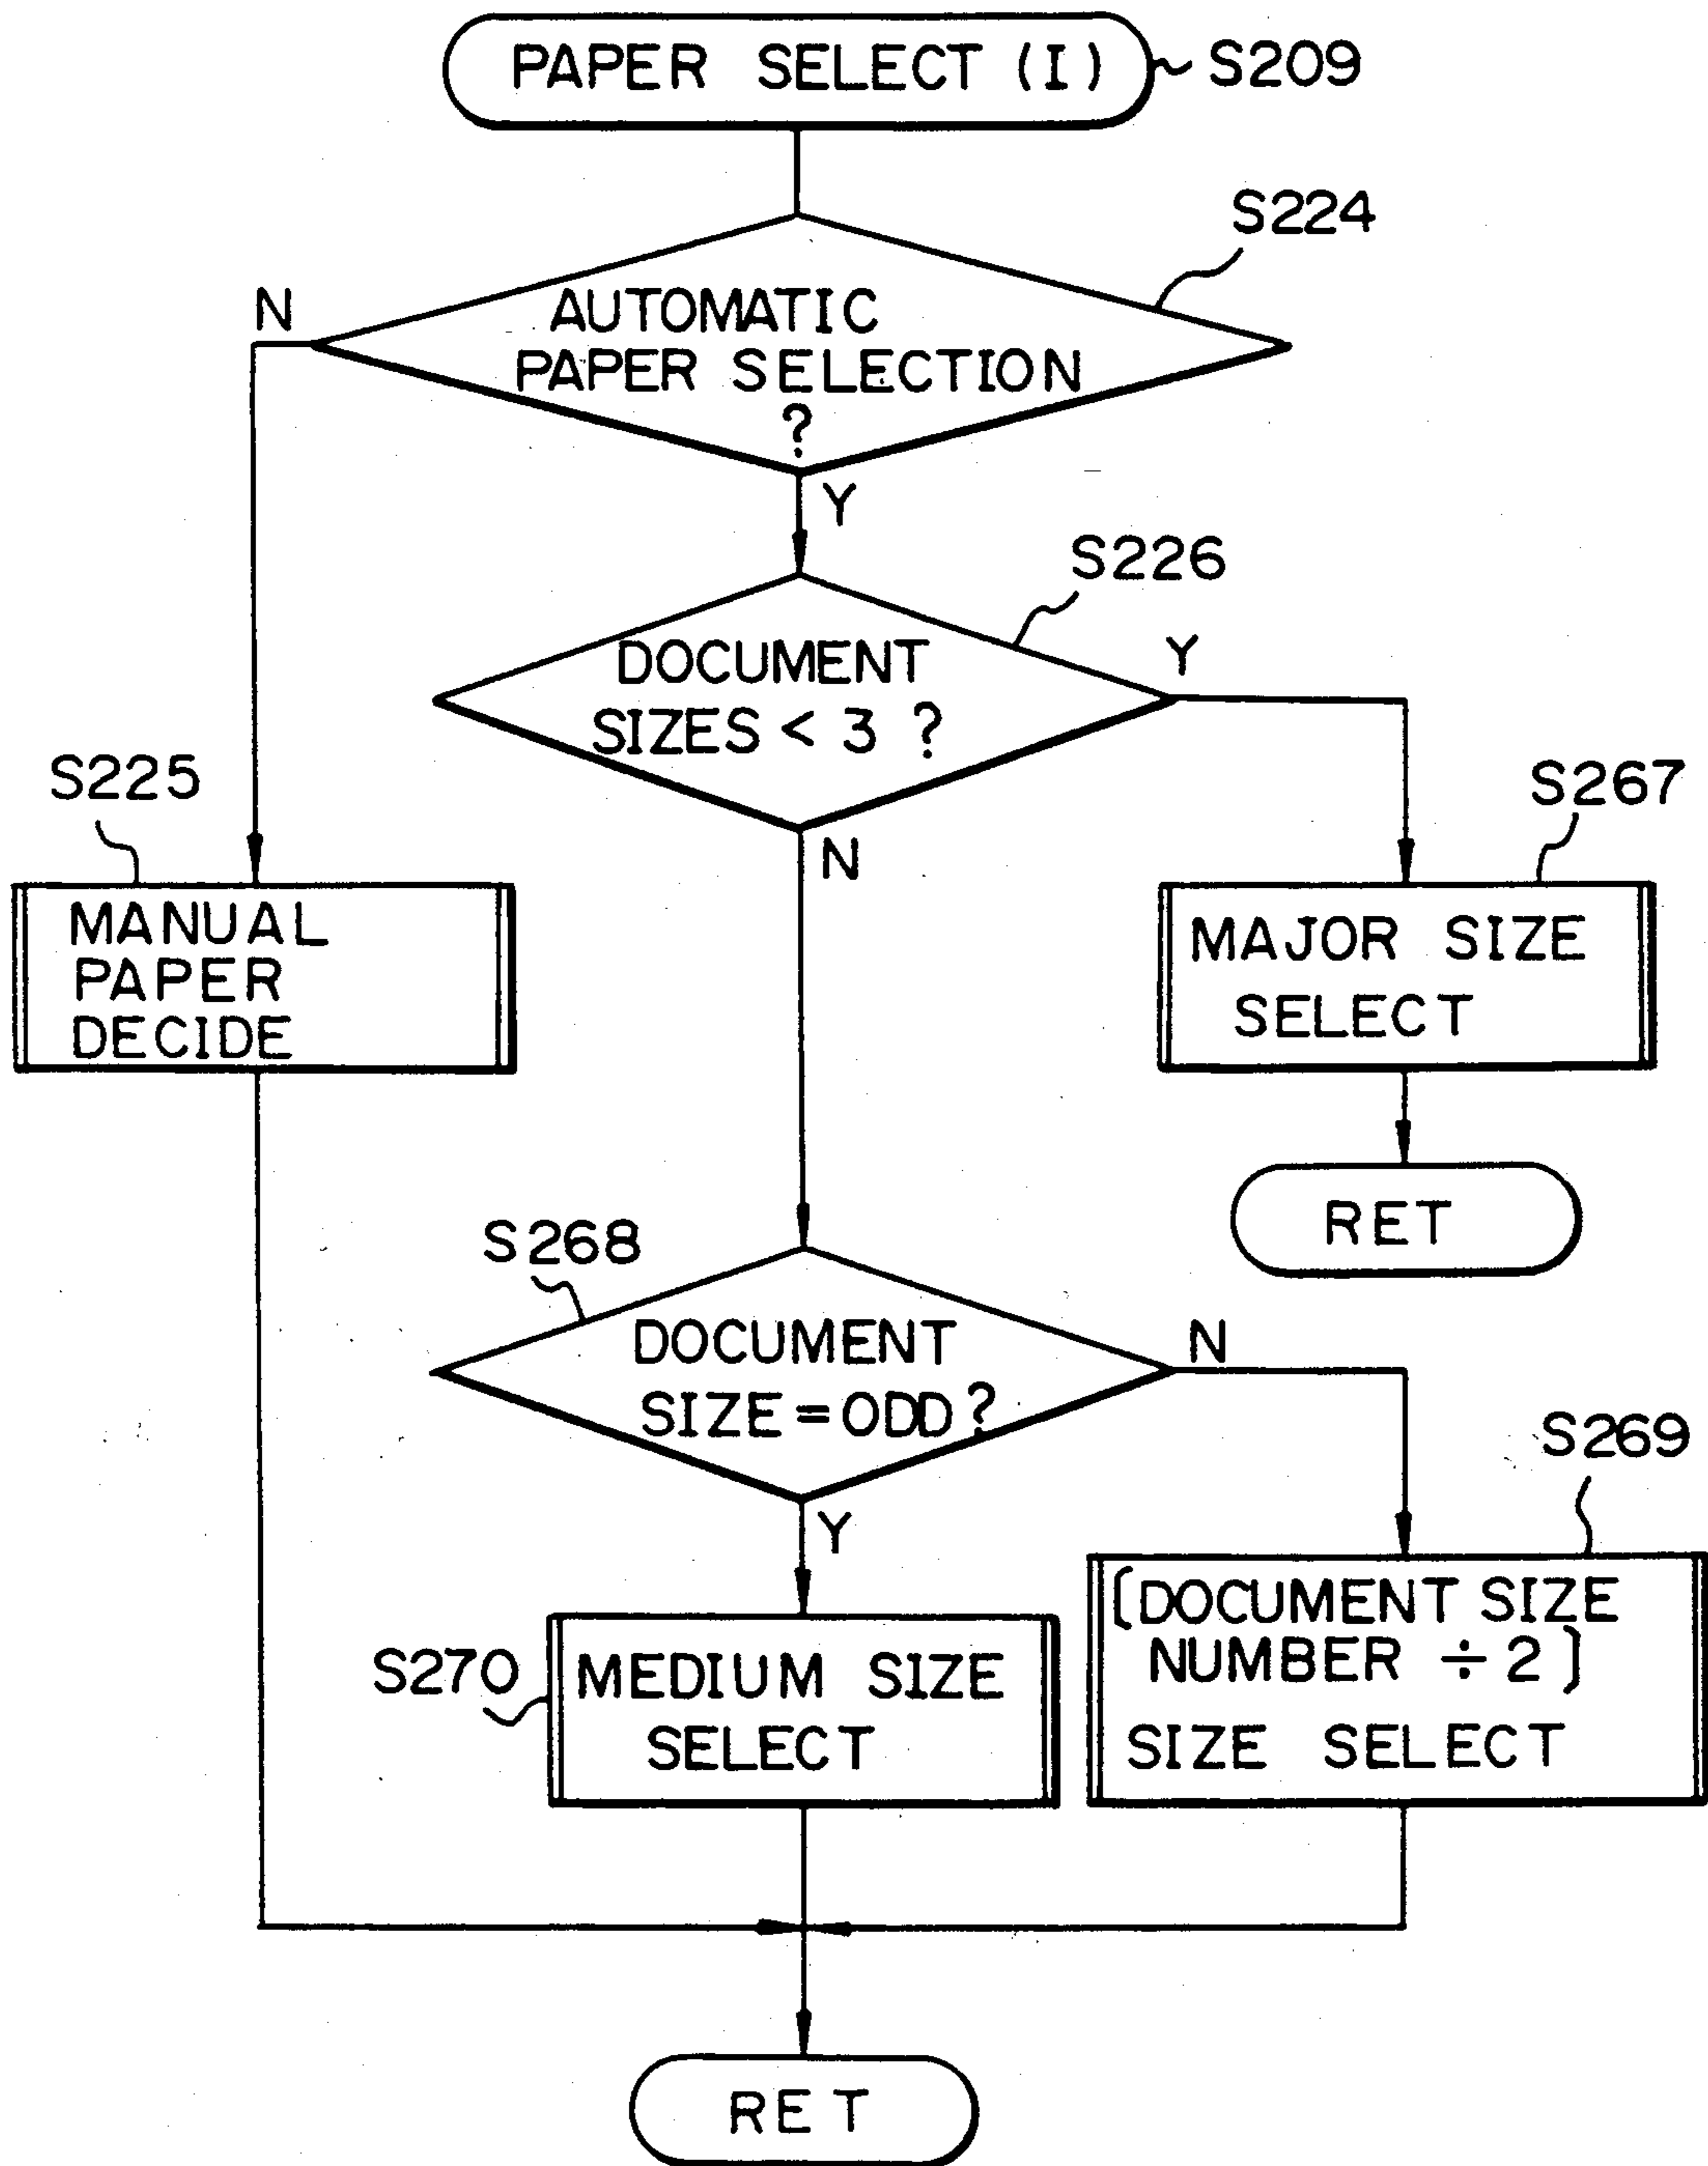 PAPER SELECT (I)
S209
S224
N
AUTOMATIC
PAPER SELECTION
?
Y
S226
DOCUMENT
SIZES < 3 ?
Y
N
S225
MANUAL
PAPER
DECIDE
S267
MAJOR SIZE
SELECT
RET
S268
DOCUMENT
SIZE = ODD ?
N
Y
S269
[DOCUMENT SIZE
NUMBER ÷ 2]
SIZE SELECT
S270
MEDIUM SIZE
SELECT
RET